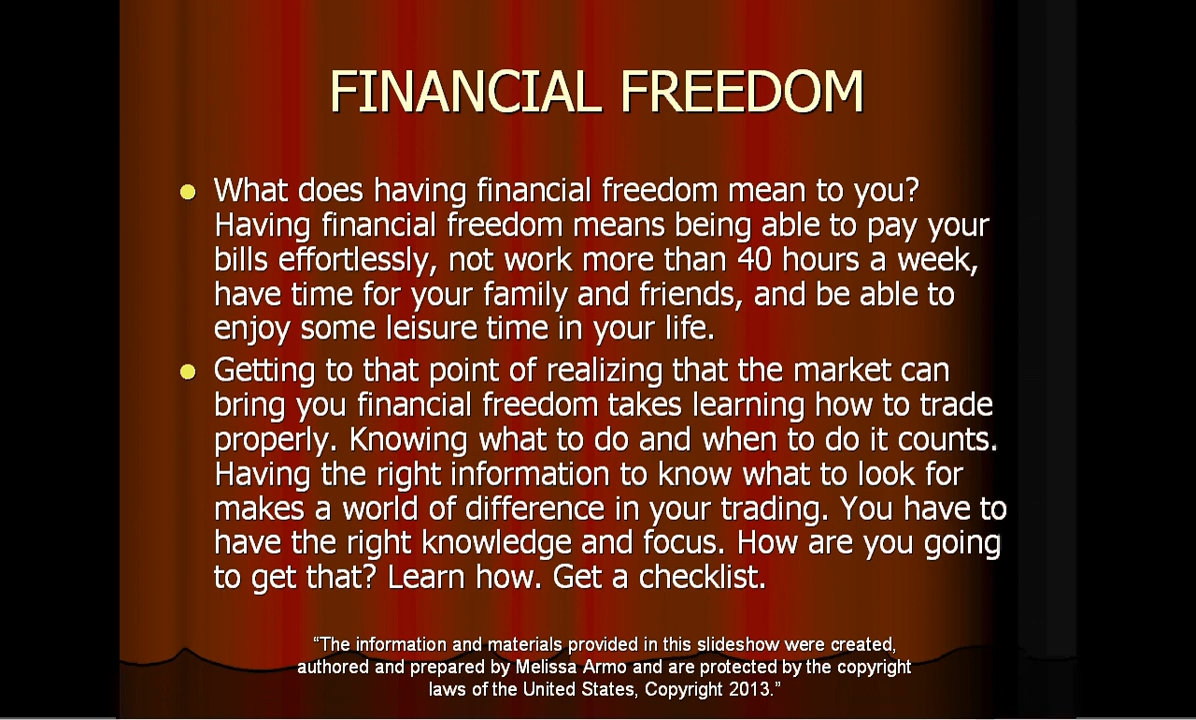 FINANCIAL FREEDOM
What does having financial freedom mean to you?
Having financial freedom means being able to pay your
bills effortlessly, not work more than 40 hours a week,
have time for your family and friends, and be able to
enjoy some leisure time in your life.
Getting to that point of realizing that the market can
bring you financial freedom takes learning how to trade
properly. Knowing what to do and when to do it counts.
Having the right information to know what to look for
makes a world of difference in your trading. You have to
have the right knowledge and focus. How are you going
to get that? Learn how. Get a checklist.
“The information and materials provided in this slideshow were created,
authored and prepared by Melissa Armo and are protected by the copyright
laws of the United States, Copyright 2013.”